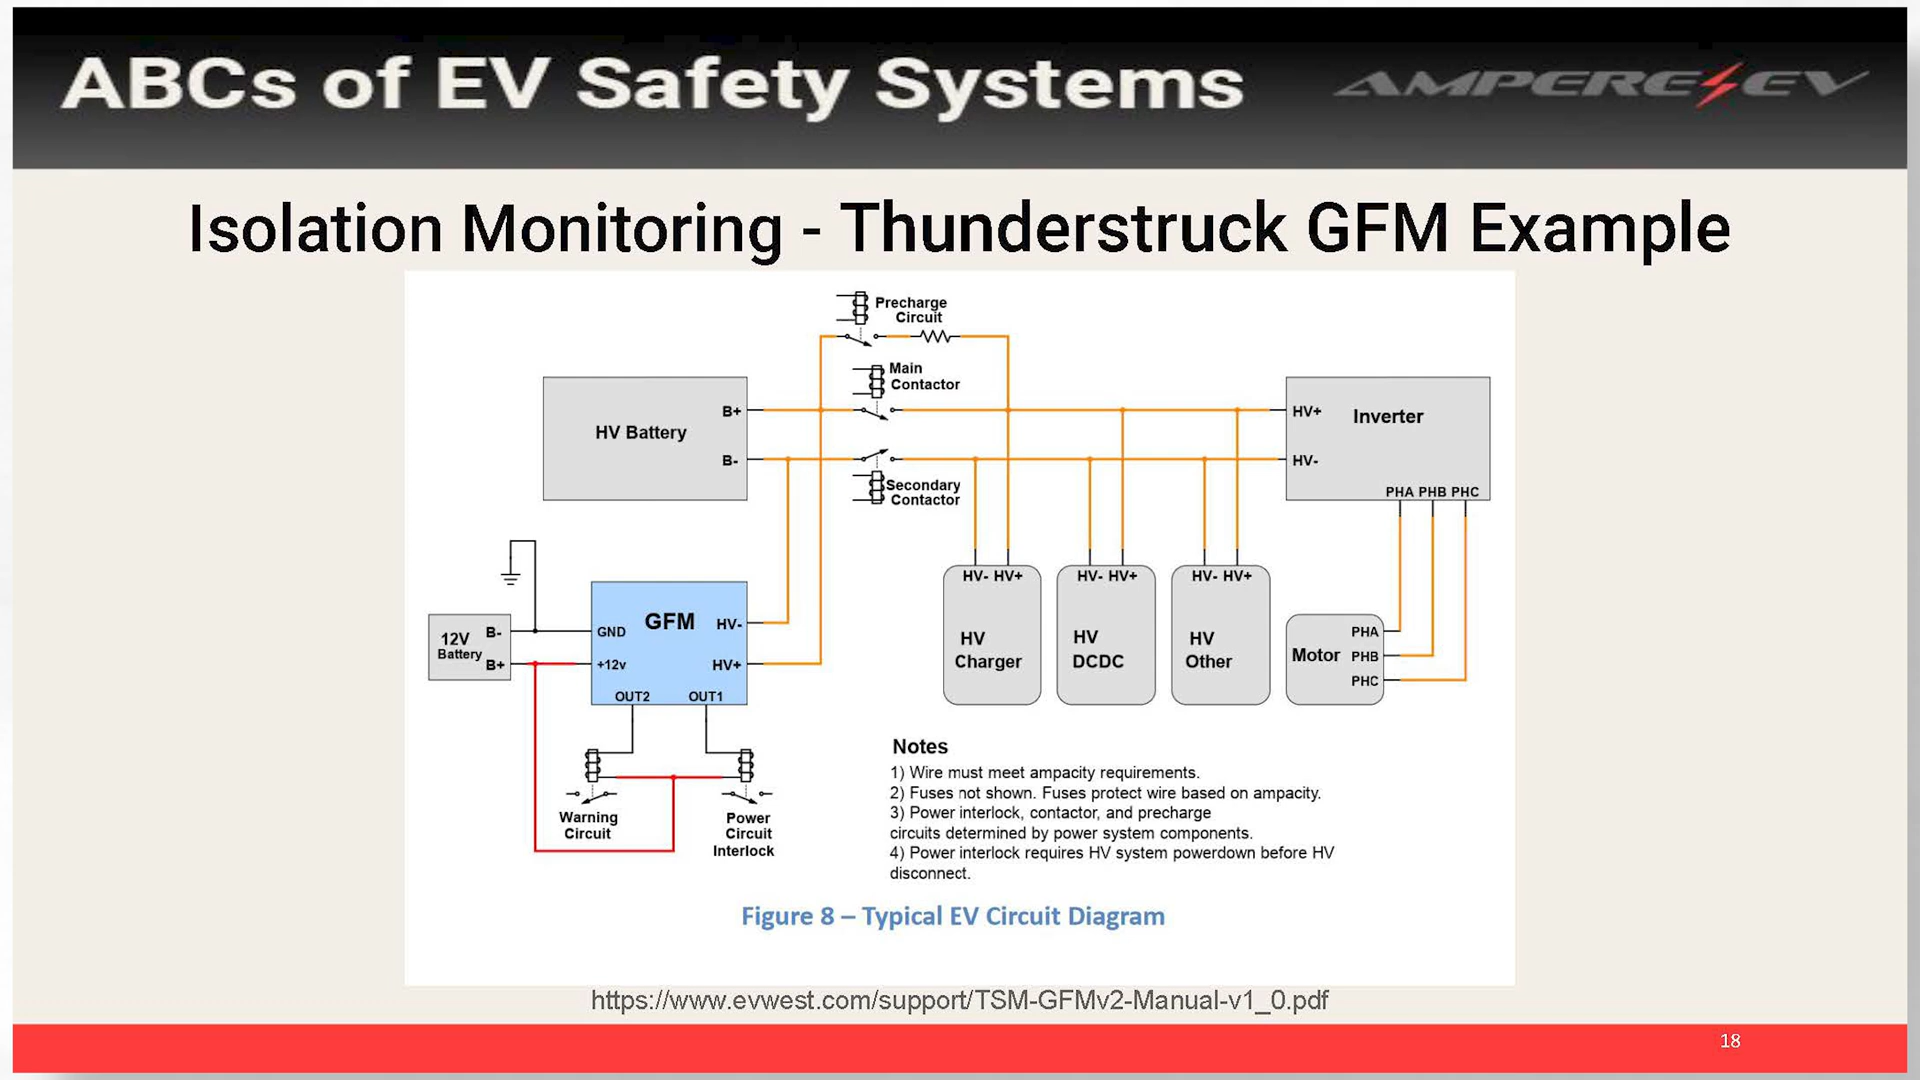 ABCs of EV Safety Systems
AMPERE EV
Isolation Monitoring - Thunderstruck GFM Example
Precharge
Circuit
Main
Contactor
HV Battery
B+
B-
Secondary
Contactor
HV+
Inverter
HV-
PHA PHB PHC
12V
Battery
B-
B+
GND
GFM
HV-
+12v
HV+
OUT2
OUT1
HV- HV+
HV
Charger
HV- HV+
HV
DCDC
HV- HV+
HV
Other
Motor
PHA
PHB
PHC
Warning
Circuit
Power
Circuit
Interlock
Notes
1) Wire must meet ampacity requirements.
2) Fuses not shown. Fuses protect wire based on ampacity.
3) Power interlock, contactor, and precharge
circuits determined by power system components.
4) Power interlock requires HV system powerdown before HV
disconnect.
Figure 8 – Typical EV Circuit Diagram
https://www.evwest.com/support/TSM-GFMv2-Manual-v1_0.pdf
18